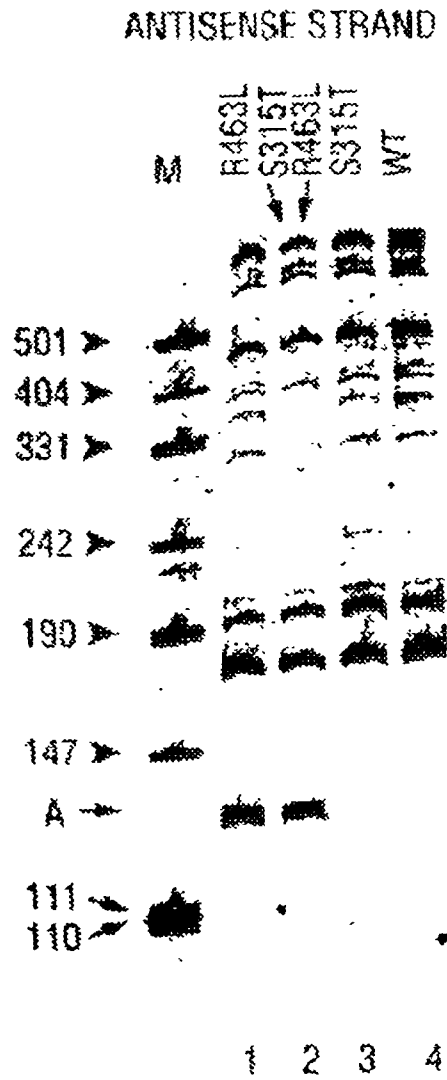 ANTISENSE STRAND
M
R463L
S315T
R463L
S315T
WT
501
404
331
242
190
147
A
111
110
1 2 3 4